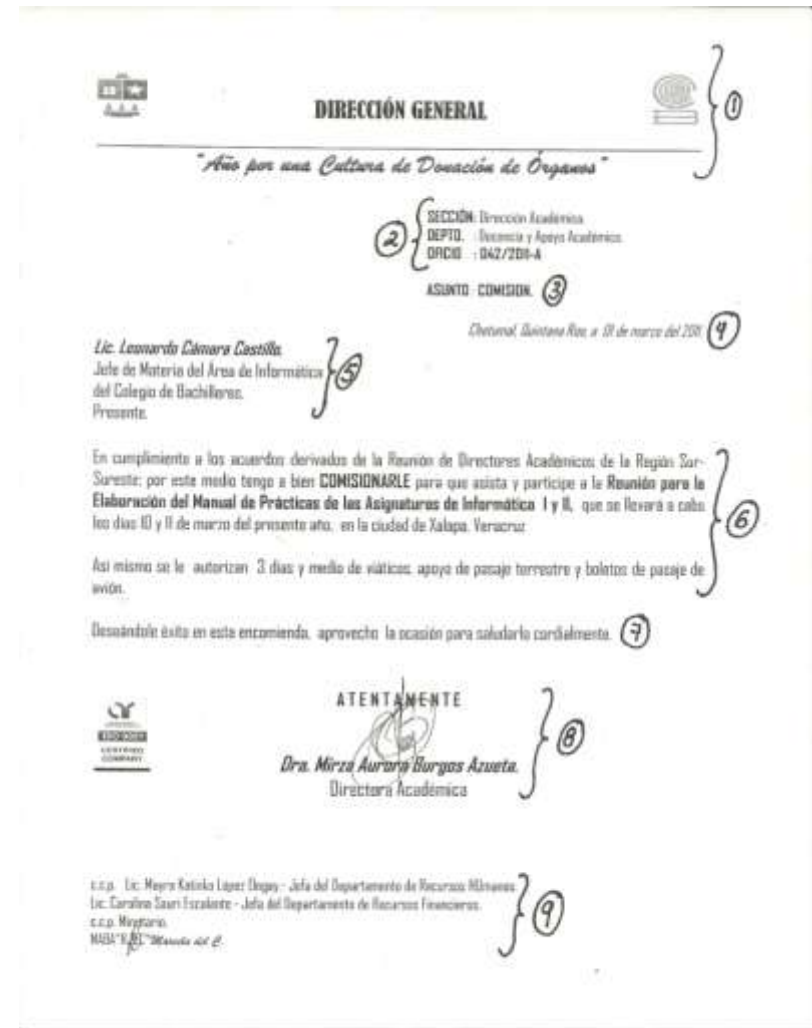 DIRECCIÓN GENERAL
1
"Año por una Cultura de Donación de Órganos"
2
SECCIÓN: Dirección Académica.
DEPTO. : Docencia y Apoyo Académico.
OFICIO : 042/2011-A
ASUNTO: COMISION. 3
Chetumal, Quintana Roo, a 01 de marzo del 2011. 4
Lic. Leonardo Cámara Castillo.
Jefe de Materia del Área de Informática
del Colegio de Bachilleres.
Presente.
5
En cumplimiento a los acuerdos derivados de la Reunión de Directores Académicos de la Región Sur-
Sureste; por este medio tengo a bien COMISIONARLE para que asista y participe a la Reunión para la
Elaboración del Manual de Prácticas de las Asignaturas de Informática I y II, que se llevará a cabo
los días 10 y 11 de marzo del presente año, en la ciudad de Xalapa, Veracruz.
6
Así mismo se le autorizan 3 días y medio de viáticos, apoyo de pasaje terrestre y boletos de pasaje de
avión.
Deseándole éxito en esta encomienda, aprovecho la ocasión para saludarlo cordialmente. 7
ISO 9001
CERTIFIED
COMPANY
ATENTAMENTE
8
Dra. Mirza Aurora Burgos Azueta.
Directora Académica
c.c.p. Lic. Mayra Katinka López - Jefa del Departamento de Recursos HUmanos.
Lic. Carolina Sauri Escalante - Jefa del Departamento de Recursos Financieros.
c.c.p. Minutario.
9
del C.